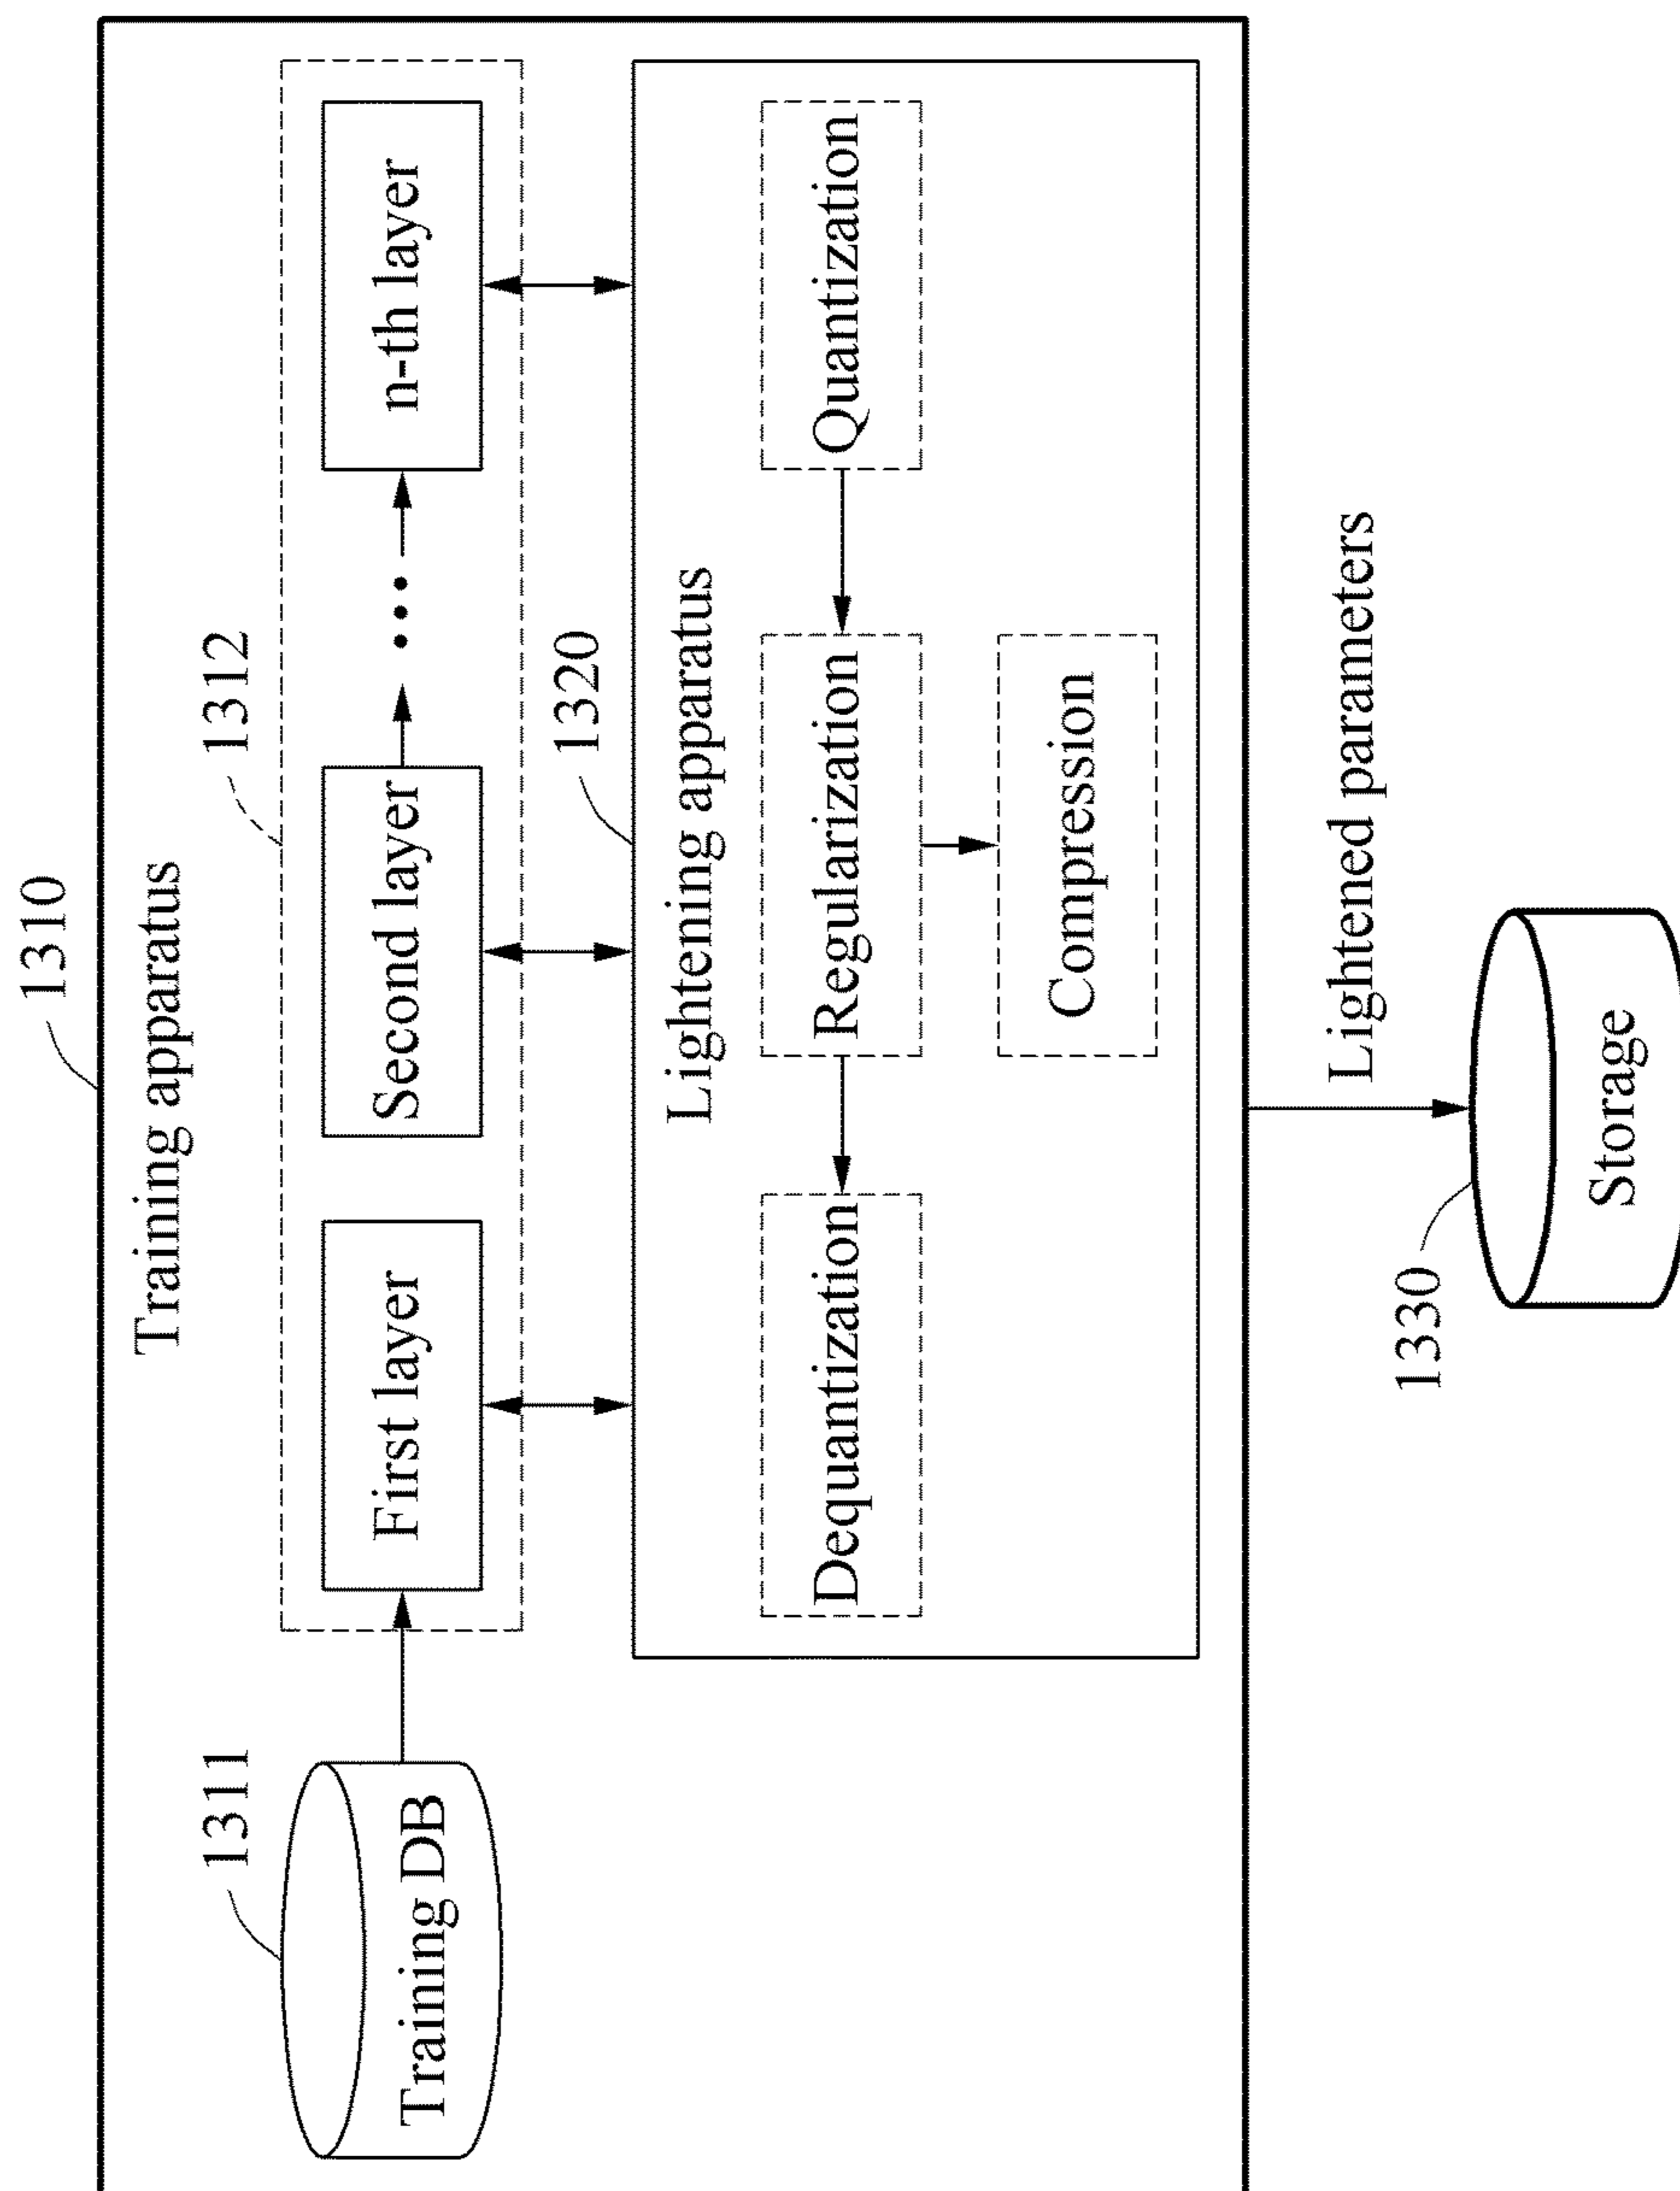 1310
Training apparatus
1311
1312
Training DB
First layer
Second layer
...
n-th layer
1320
Lightening apparatus
Dequantization
Regularization
Quantization
Compression
Lightened parameters
1330
Storage